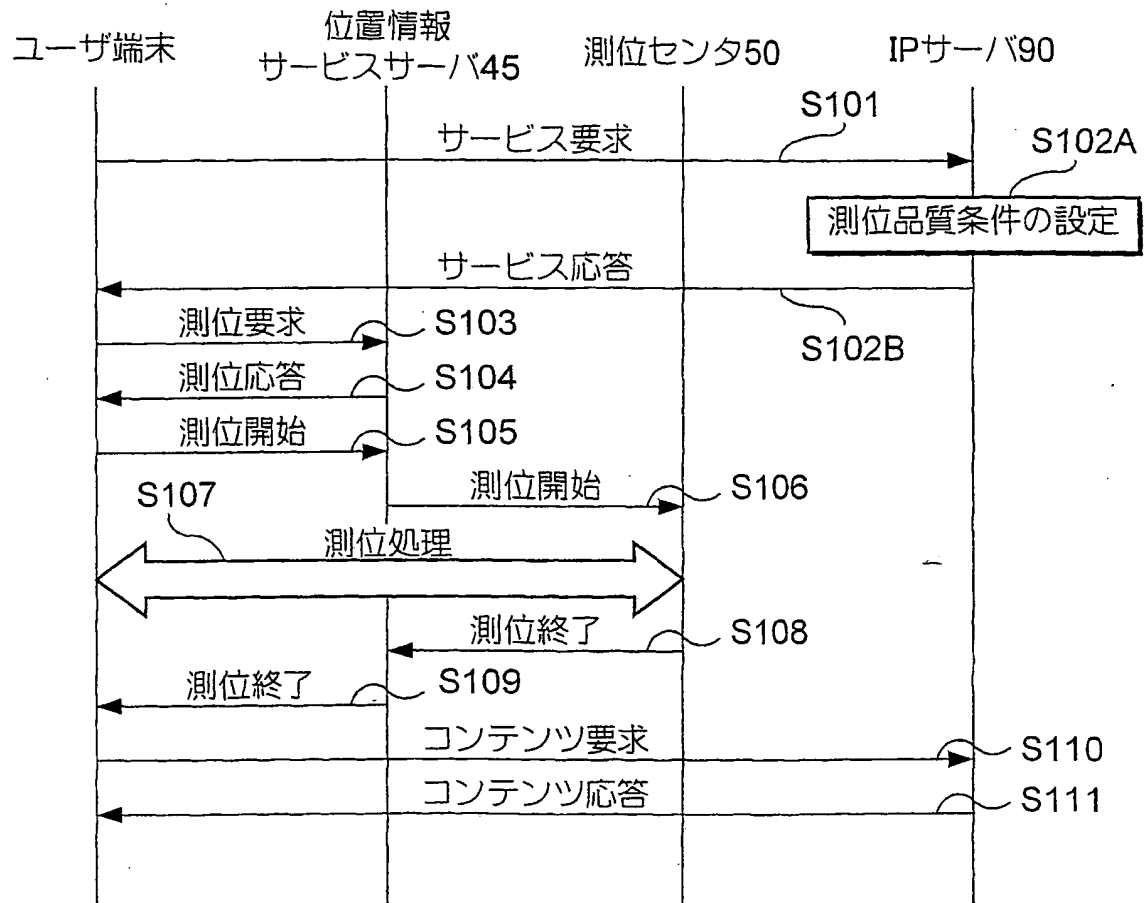 ユーザ端末
位置情報
サービスサーバ45
測位センタ50
IPサーバ90
S101
サービス要求
S102A
測位品質条件の設定
サービス応答
S102B
測位要求
S103
測位応答
S104
測位開始
S105
測位開始
S106
S107
測位処理
測位終了
S108
測位終了
S109
コンテンツ要求
S110
コンテンツ応答
S111